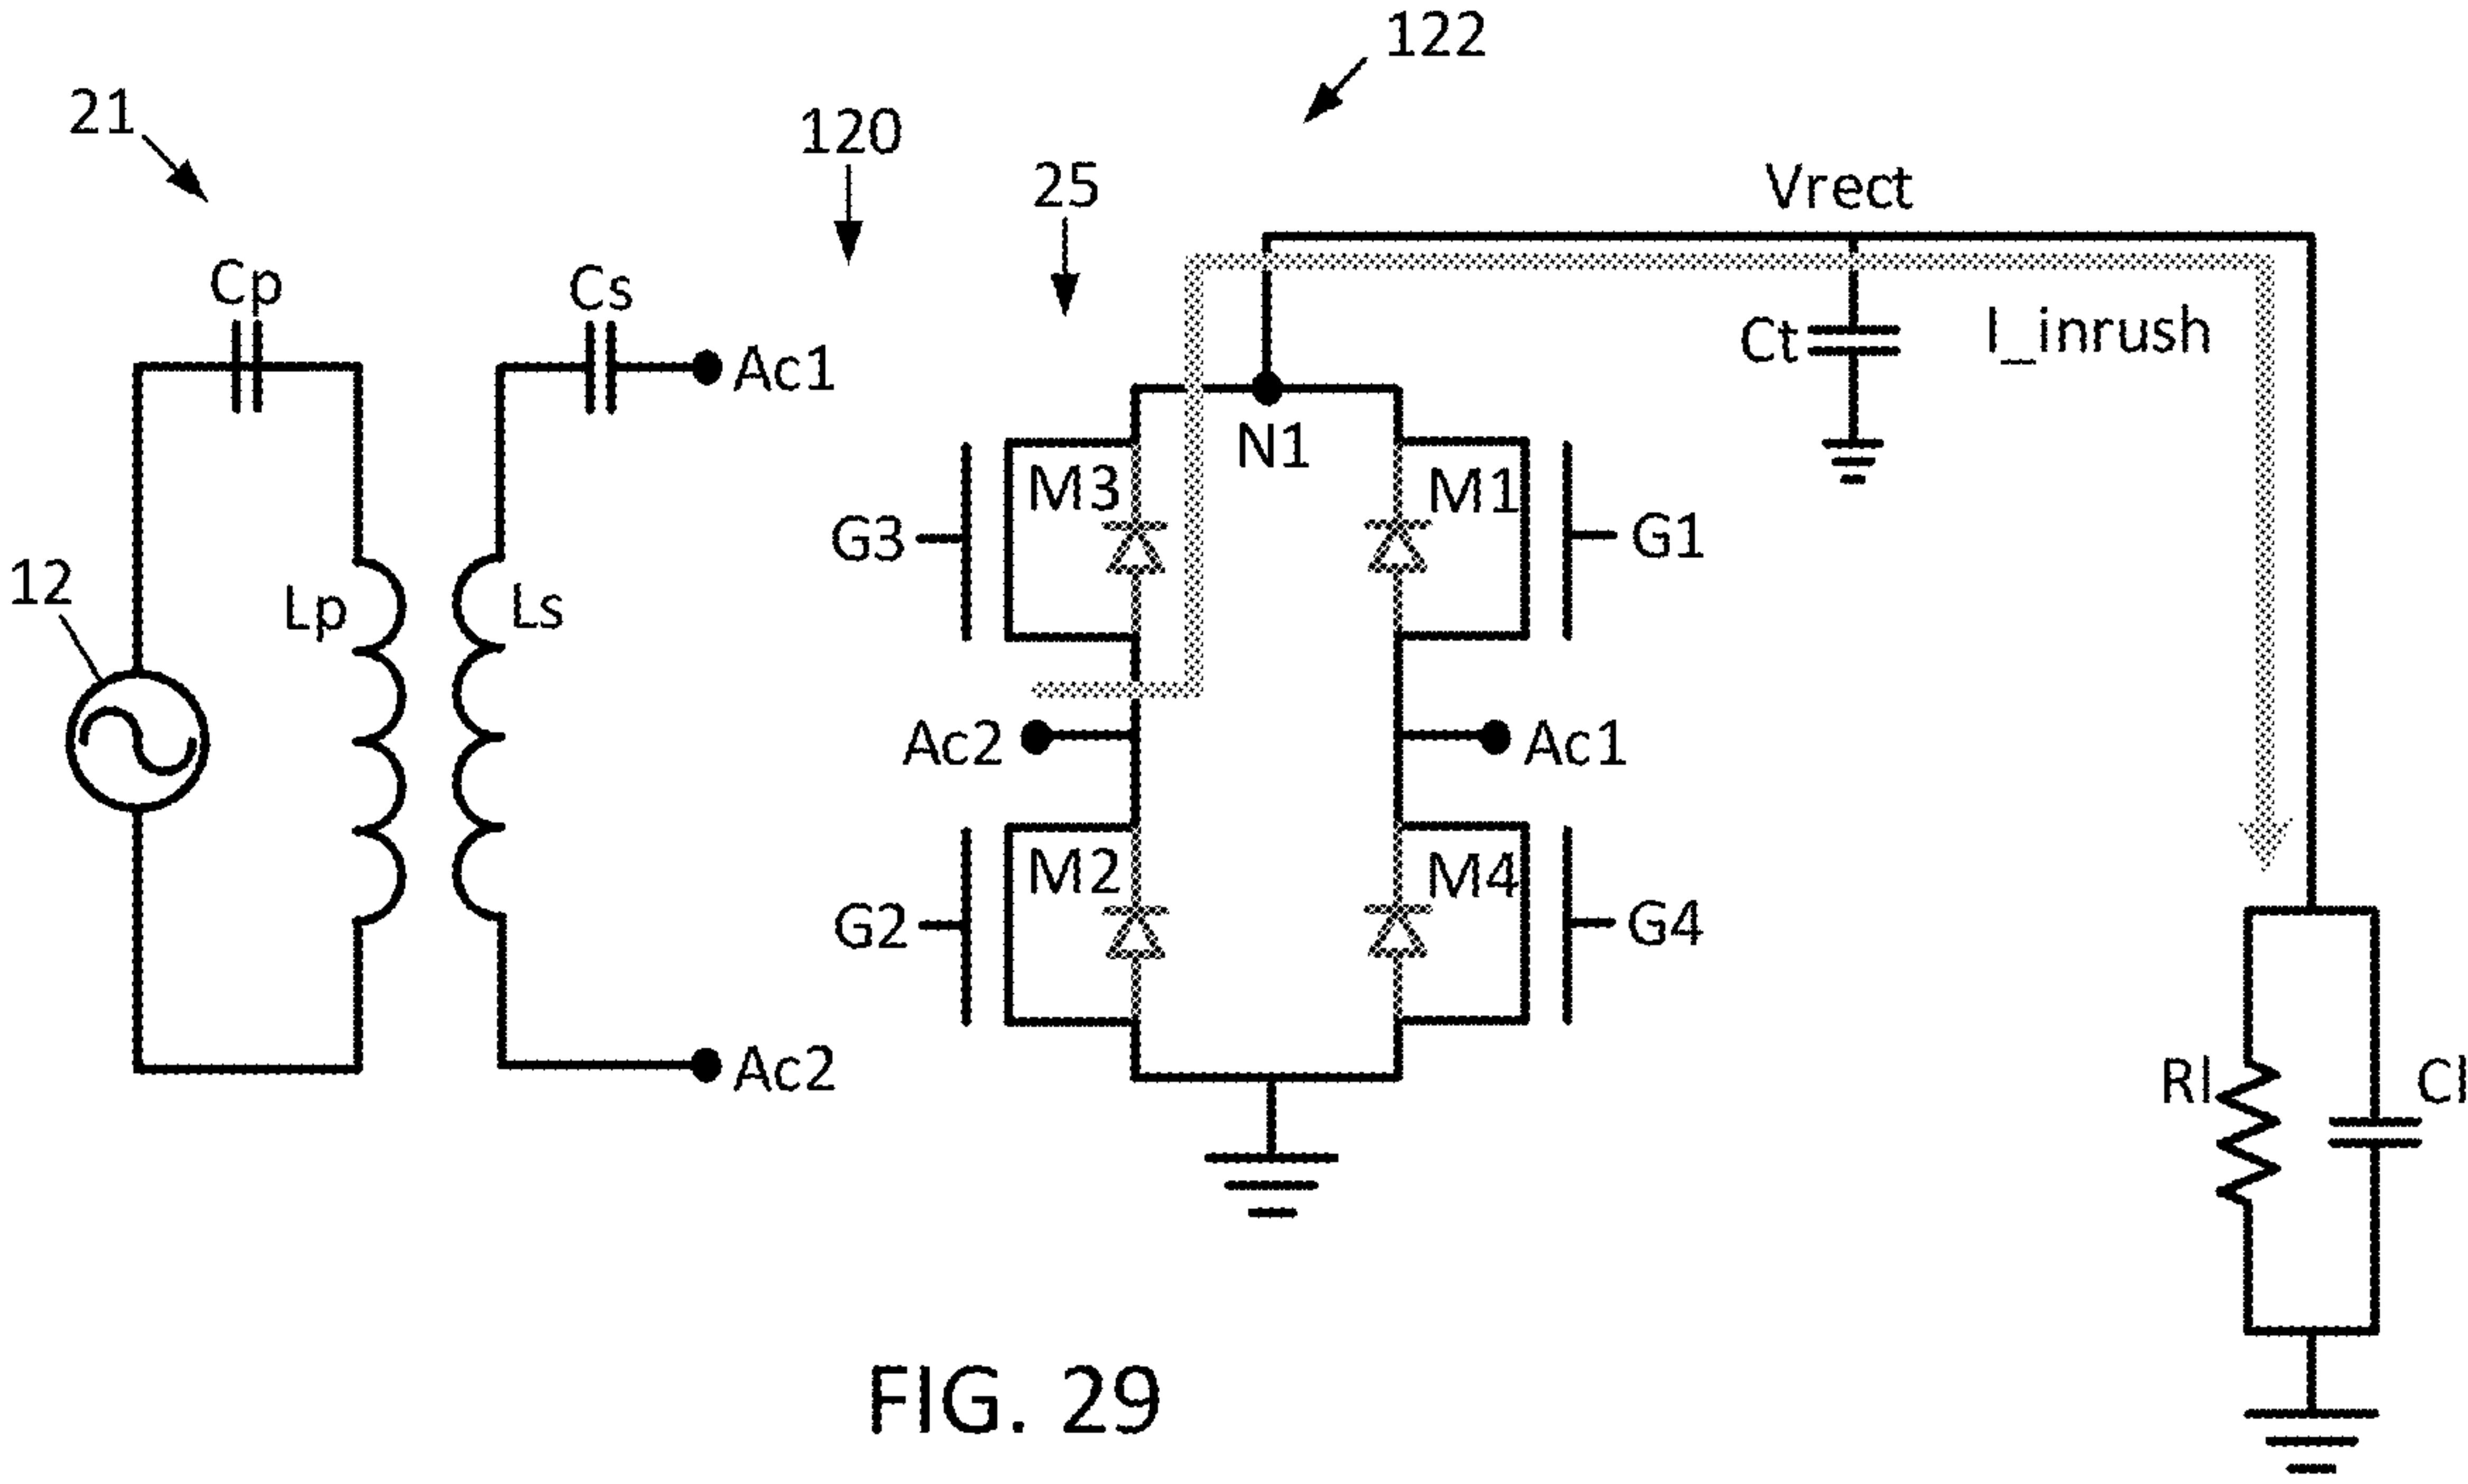 122
21
120
25
Vrect
Cp
Cs
Ct
I_inrush
Ac1
N1
M3
M1
G3
G1
12
Lp
Ls
Ac2
Ac1
M2
M4
G2
G4
Ac2
Rl
Cl
FIG. 29